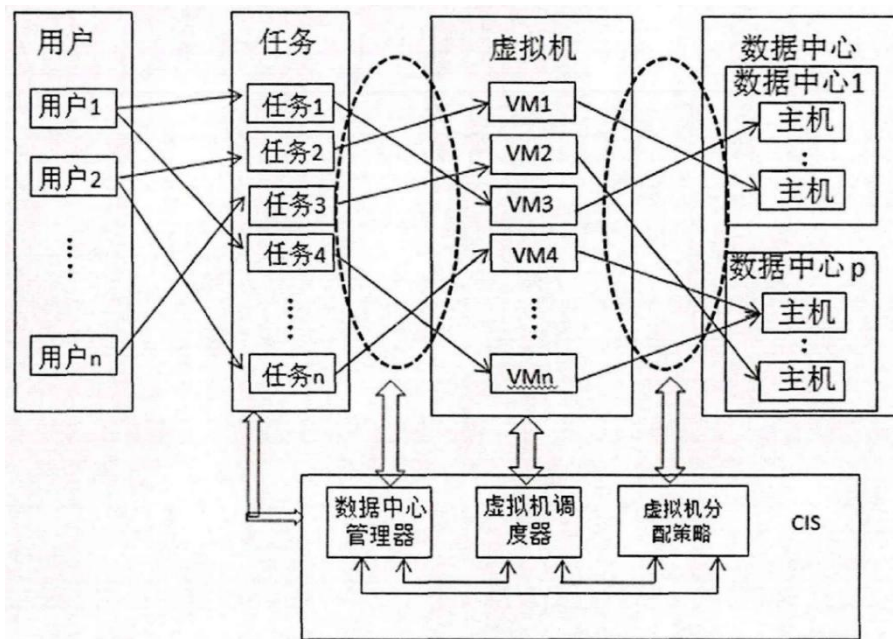 用户
用户1
用户2
用户n
任务
任务1
任务2
任务3
任务4
任务n
虚拟机
VM1
VM2
VM3
VM4
VMn
数据中心
数据中心1
主机
主机
数据中心p
主机
主机
数据中心
管理器
虚拟机调
度器
虚拟机分
配策略
CIS